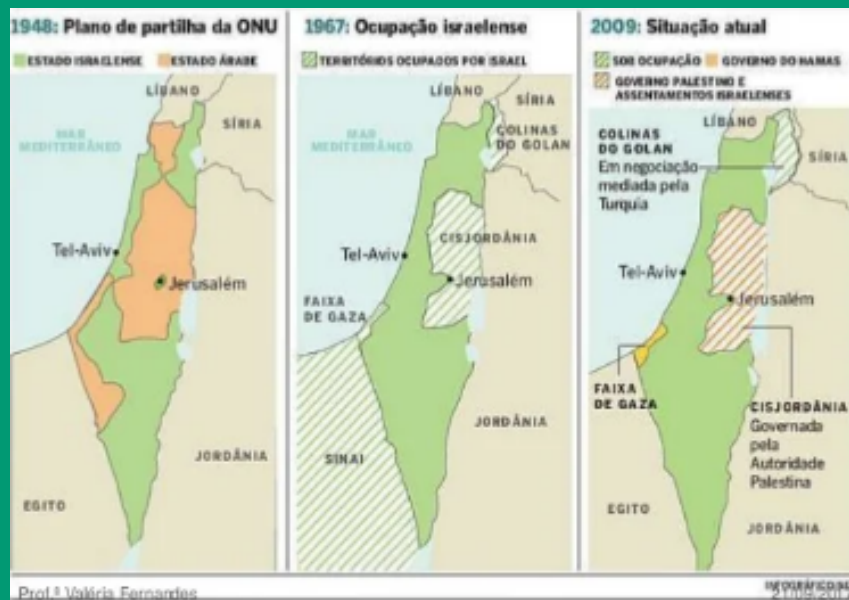 1948: Plano de partilha da ONU
ESTADO ISRAELENSE ESTADO ÁRABE
LÍBANO
SÍRIA
MAR
MEDITERRÂNEO
Tel-Aviv
Jerusalém
JORDÂNIA
EGITO
1967: Ocupação israelense
TERRITÓRIOS OCUPADOS POR ISRAEL
LÍBANO
SÍRIA
MAR
MEDITERRÂNEO
COLINAS
DO GOLAN
CISJORDÂNIA
Tel-Aviv
Jerusalém
FAIXA
DE GAZA
JORDÂNIA
SINAI
2009: Situação atual
SOB OCUPAÇÃO GOVERNO DO HAMAS
GOVERNO PALESTINO E
ASSENTAMENTOS ISRAELENSES
LÍBANO
COLINAS
DO GOLAN
Em negociação
mediada pela
Turquia
SÍRIA
Tel-Aviv
Jerusalém
FAIXA
DE GAZA
CISJORDÂNIA
Governada
pela
Autoridade
Palestina
EGITO
JORDÂNIA
Prof.ª Valéria Fernandes